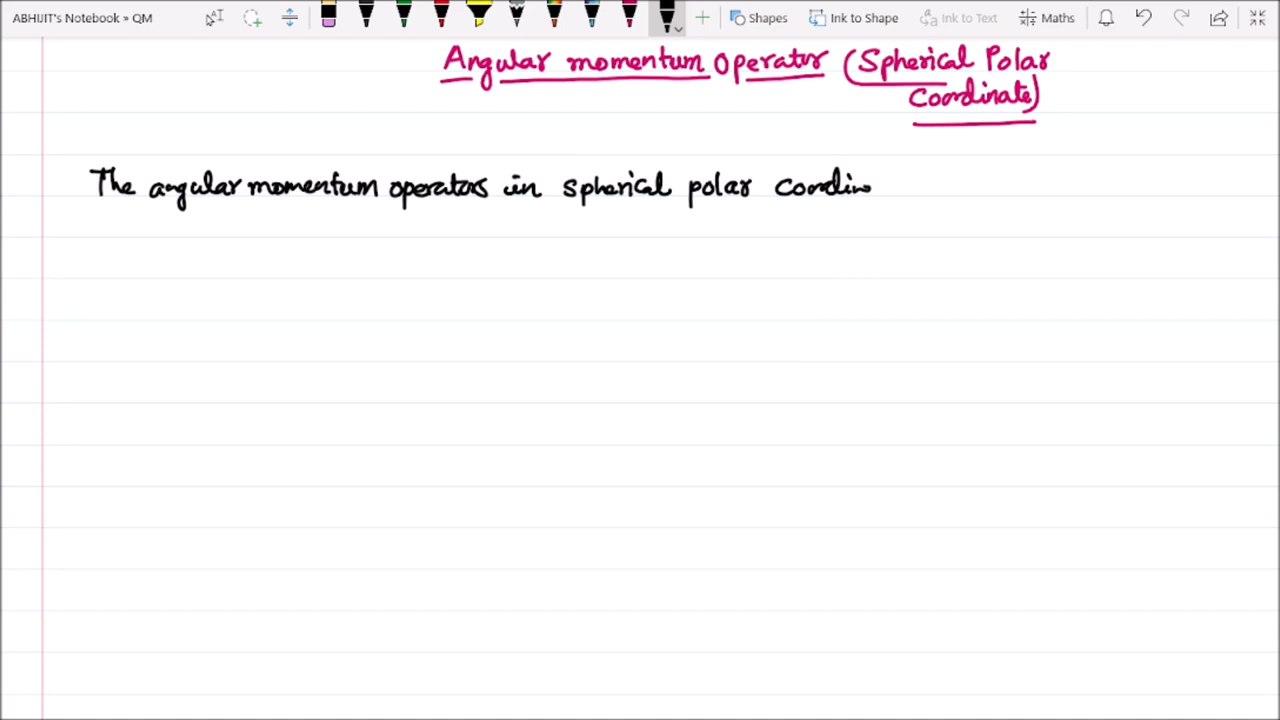 ABHIJIT's Notebook » QM
Shapes
Ink to Shape
Ink to Text
Maths
Angular momentum Operator (Spherical Polar
Coordinate)
The angular momentum operators in spherical polar coordin